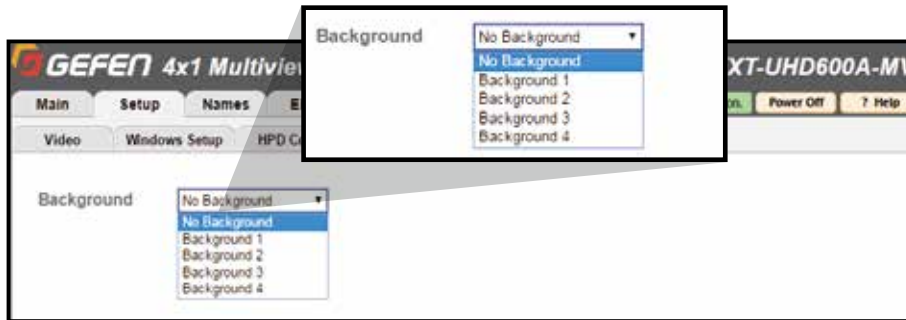 Background
No Background
No Background
Background 1
Background 2
Background 3
Background 4
GEFEN 4x1
XT-UHD600A-MV
Main
Setup
Names
Power Off
? Help
Video
Windows Setup
HPD
Background
No Background
No Background
Background 1
Background 2
Background 3
Background 4